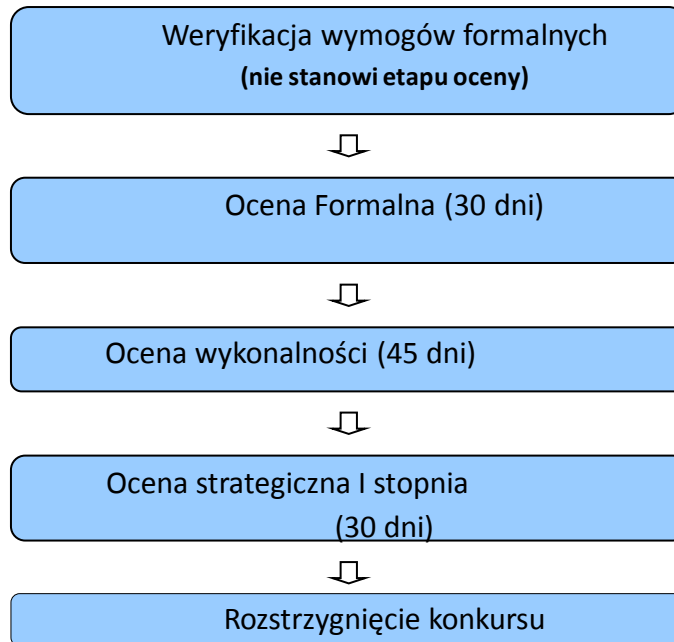 Weryfikacja wymogów formalnych
(nie stanowi etapu oceny)
Ocena Formalna (30 dni)
Ocena wykonalności (45 dni)
Ocena strategiczna I stopnia
(30 dni)
Rozstrzygnięcie konkursu